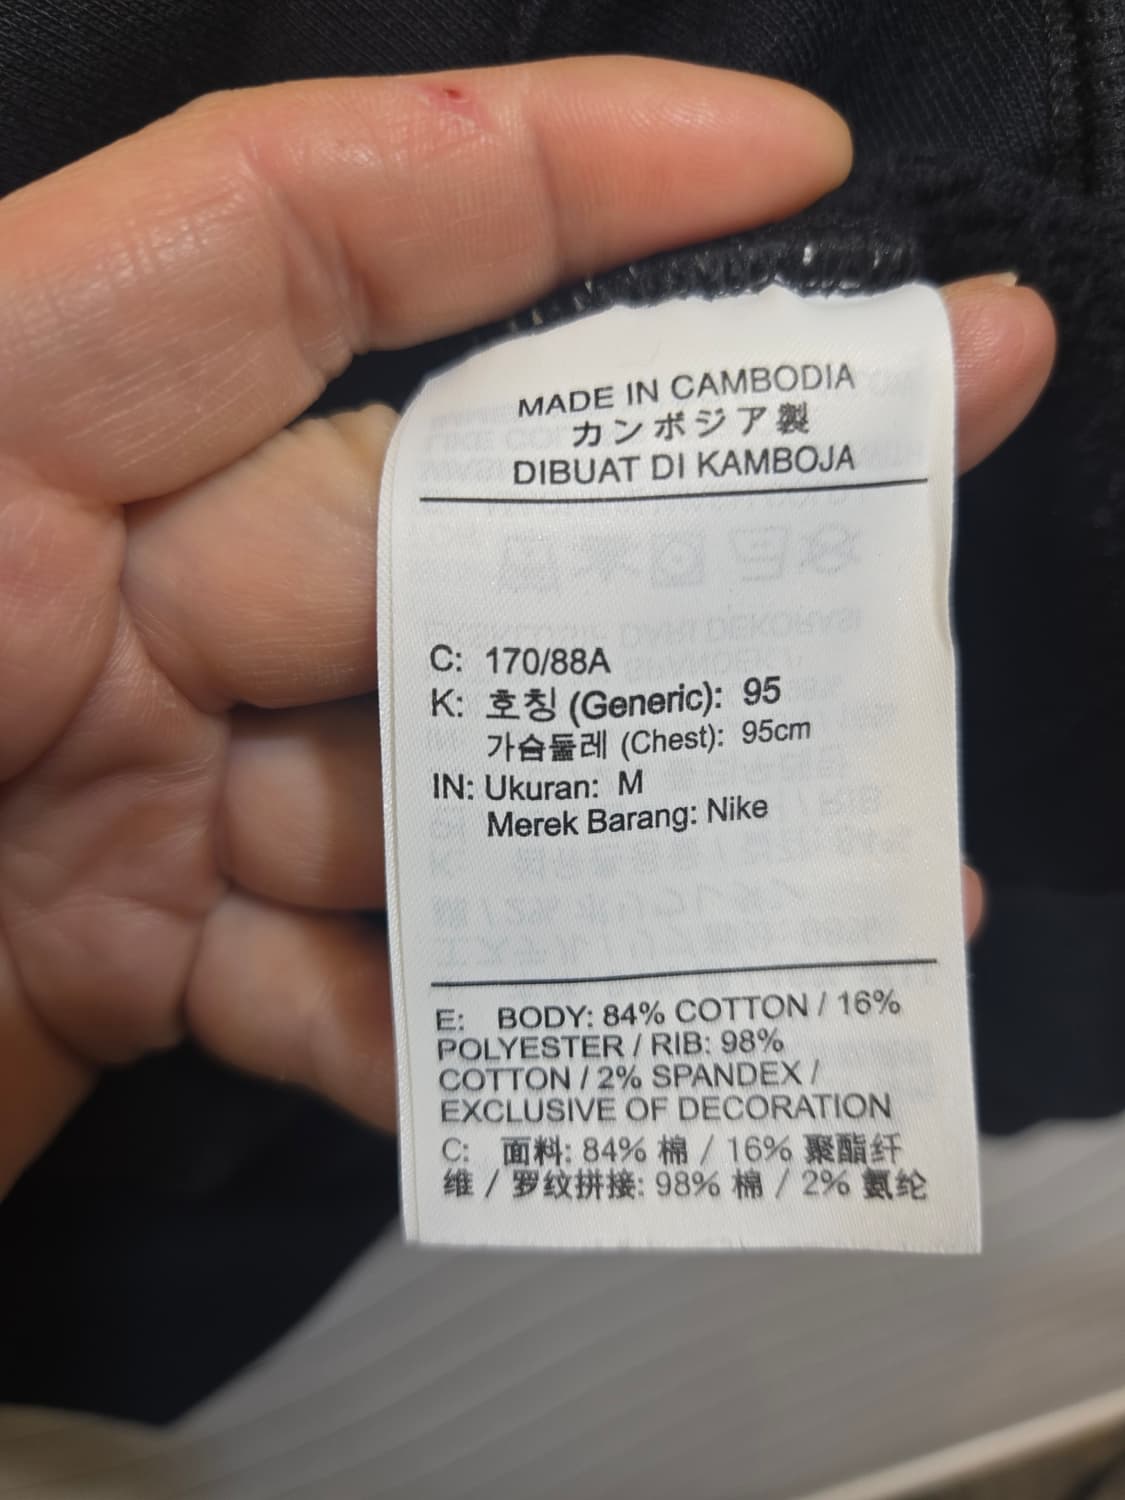 MADE IN CAMBODIA
カンボジア製
DIBUAT DI KAMBOJA
C: 170/88A
K: 호칭 (Generic): 95
가슴둘레 (Chest): 95cm
IN: Ukuran: M
Merek Barang: Nike
E: BODY: 84% COTTON / 16%
POLYESTER / RIB: 98%
COTTON / 2% SPANDEX /
EXCLUSIVE OF DECORATION
C: 面料: 84% 棉 / 16% 聚酯纤
维 / 罗纹拼接: 98% 棉 / 2% 氨纶